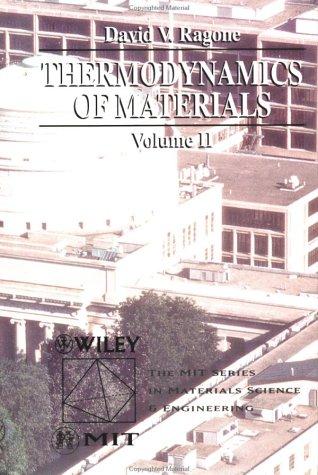 David V. Ragone
THERMODYNAMICS
OF MATERIALS
Volume II
WILEY
THE MIT SERIES
IN MATERIALS SCIENCE
& ENGINEERING
MIT